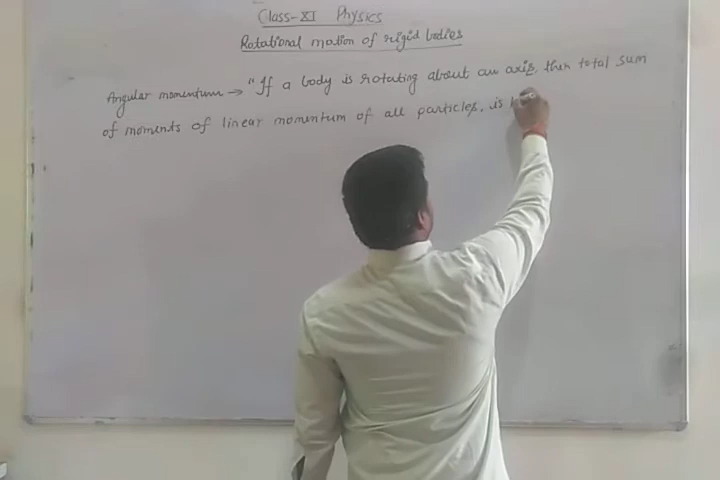 Class-XI Physics
Rotational motion of rigid bodies
Angular momentum → "If a body is rotating about an axis, then total sum
of moments of linear momentum of all particles, is